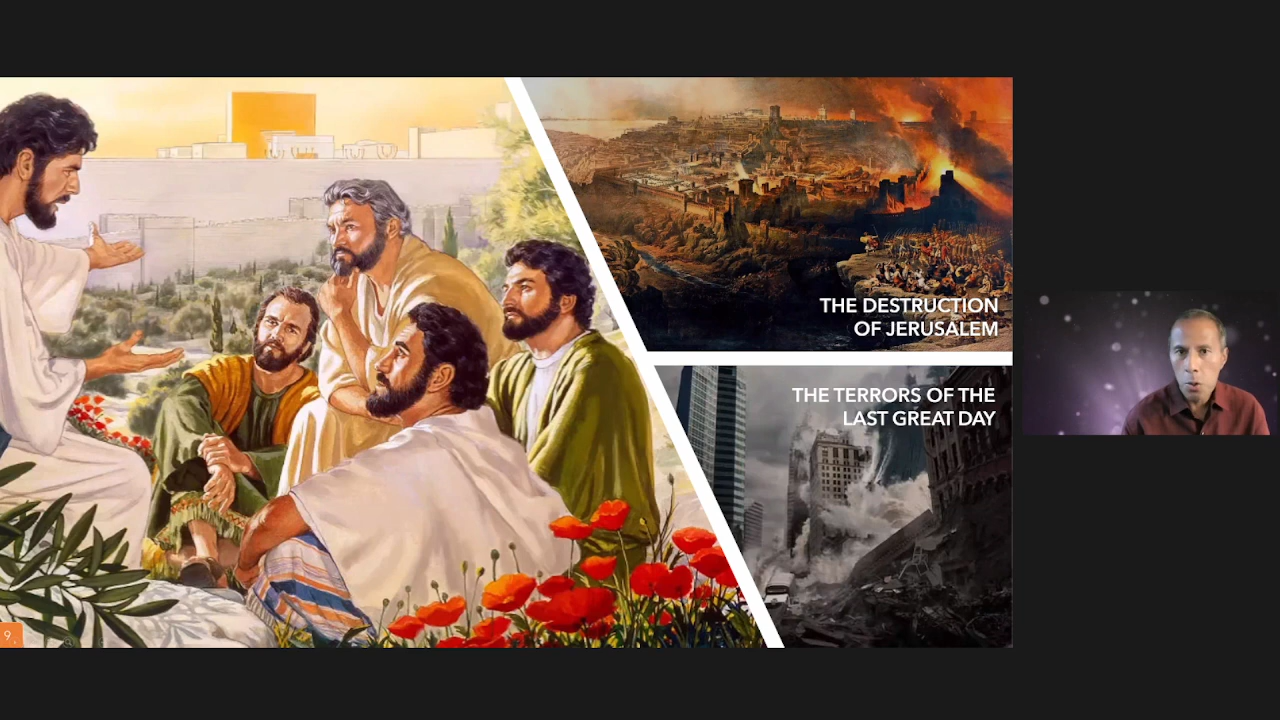 THE DESTRUCTION
OF JERUSALEM
THE TERRORS OF THE
LAST GREAT DAY
9